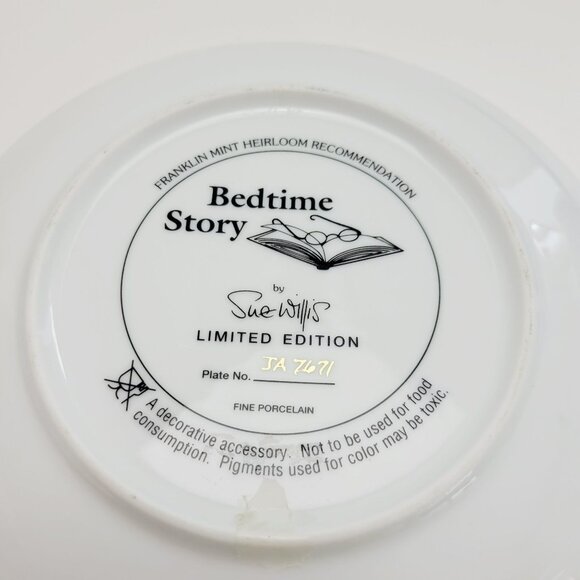 FRANKLIN MINT HEIRLOOM RECOMMENDATION
Bedtime
Story
by
Sue Willis
LIMITED EDITION
Plate No. JA 7671
FINE PORCELAIN
A decorative accessory. Not to be used for food
consumption. Pigments used for color may be toxic.